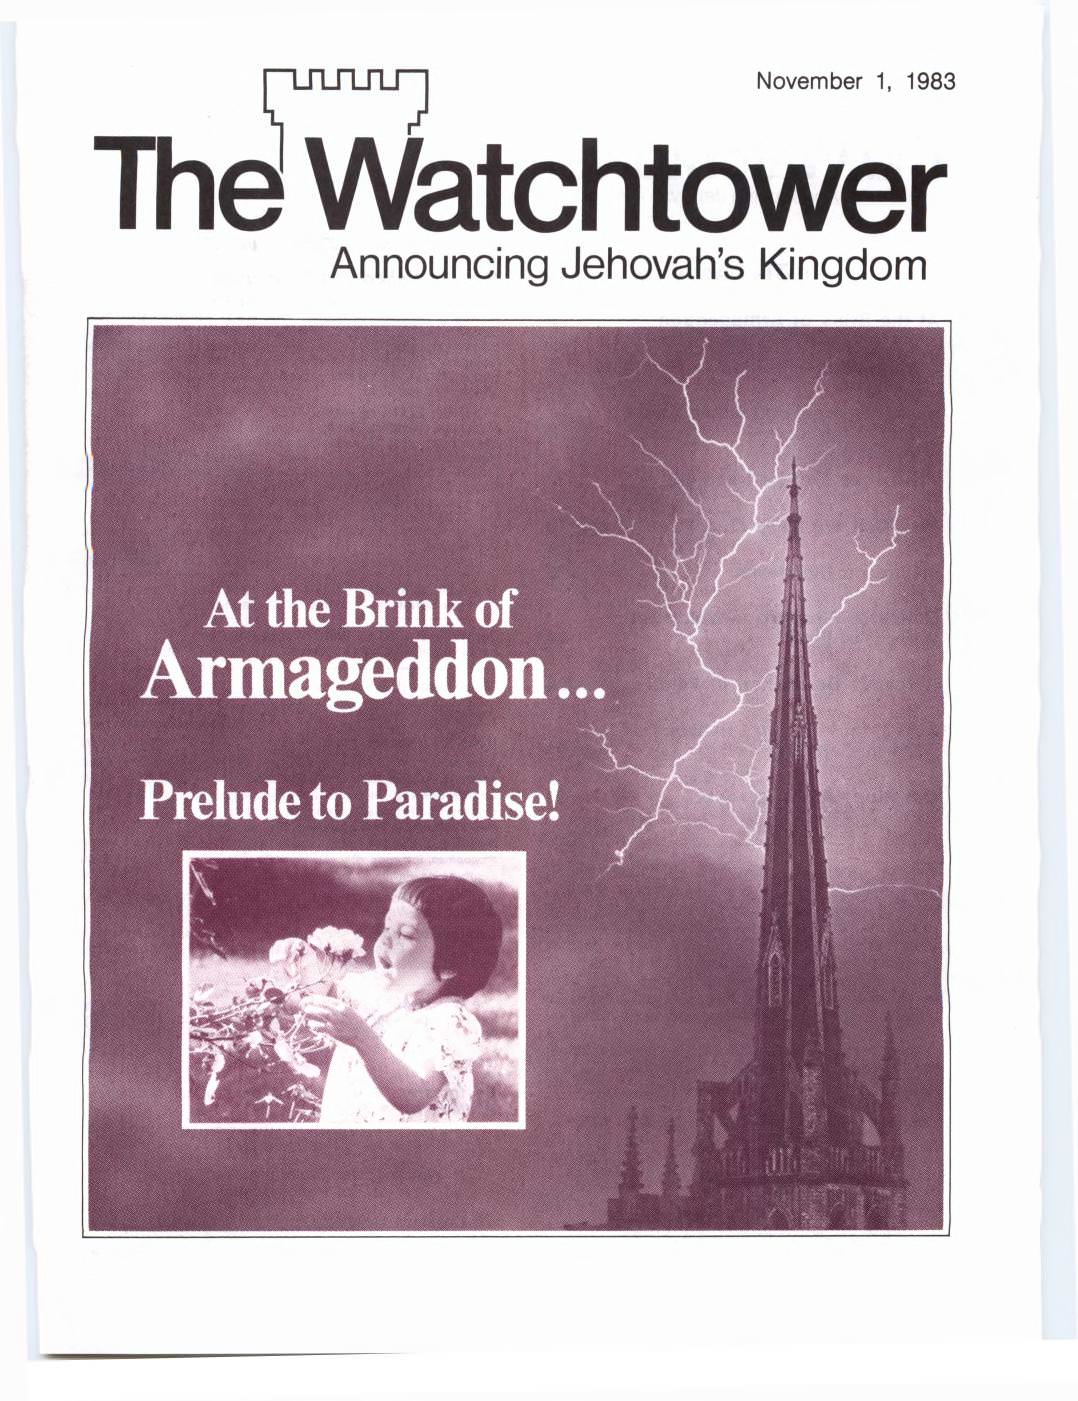 November 1, 1983
The Watchtower
Announcing Jehovah's Kingdom
At the Brink of
Armageddon...
Prelude to Paradise!